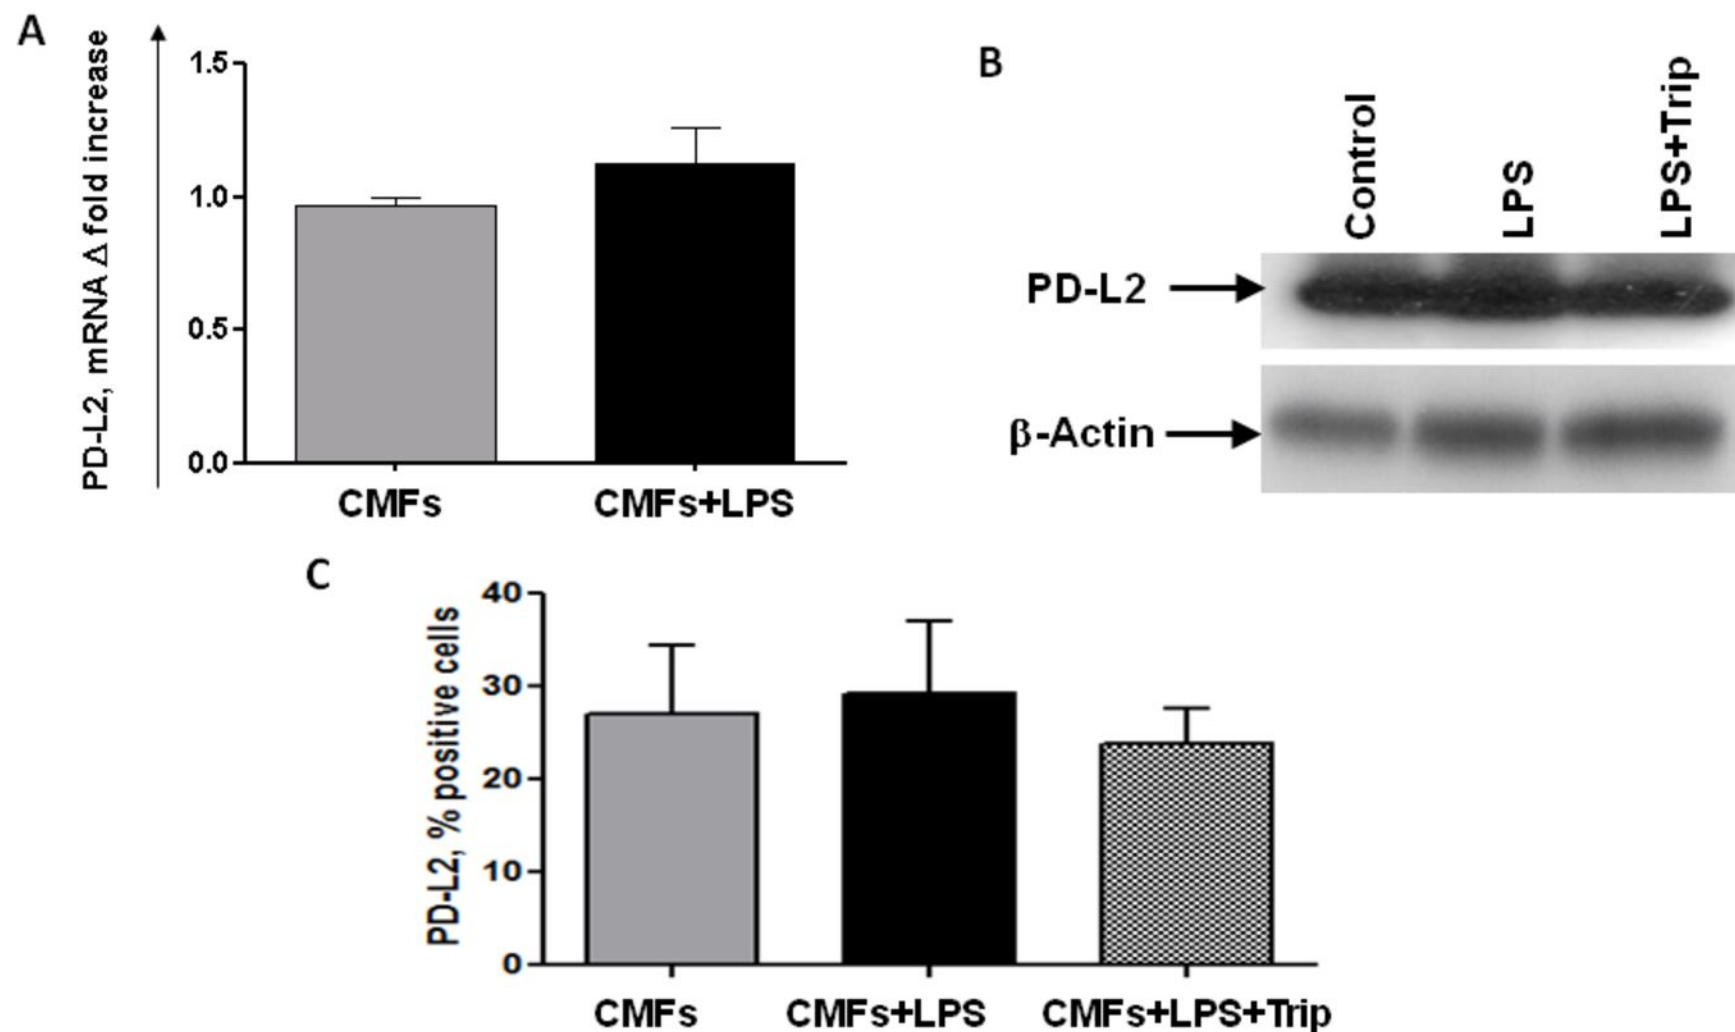 A
PD-L2, mRNA Δ fold increase
1.5
1.0
0.5
0.0
CMFs
CMFs+LPS
B
Control
LPS
LPS+Trip
PD-L2
β-Actin
C
PD-L2, % positive cells
40
30
20
10
0
CMFs
CMFs+LPS
CMFs+LPS+Trip